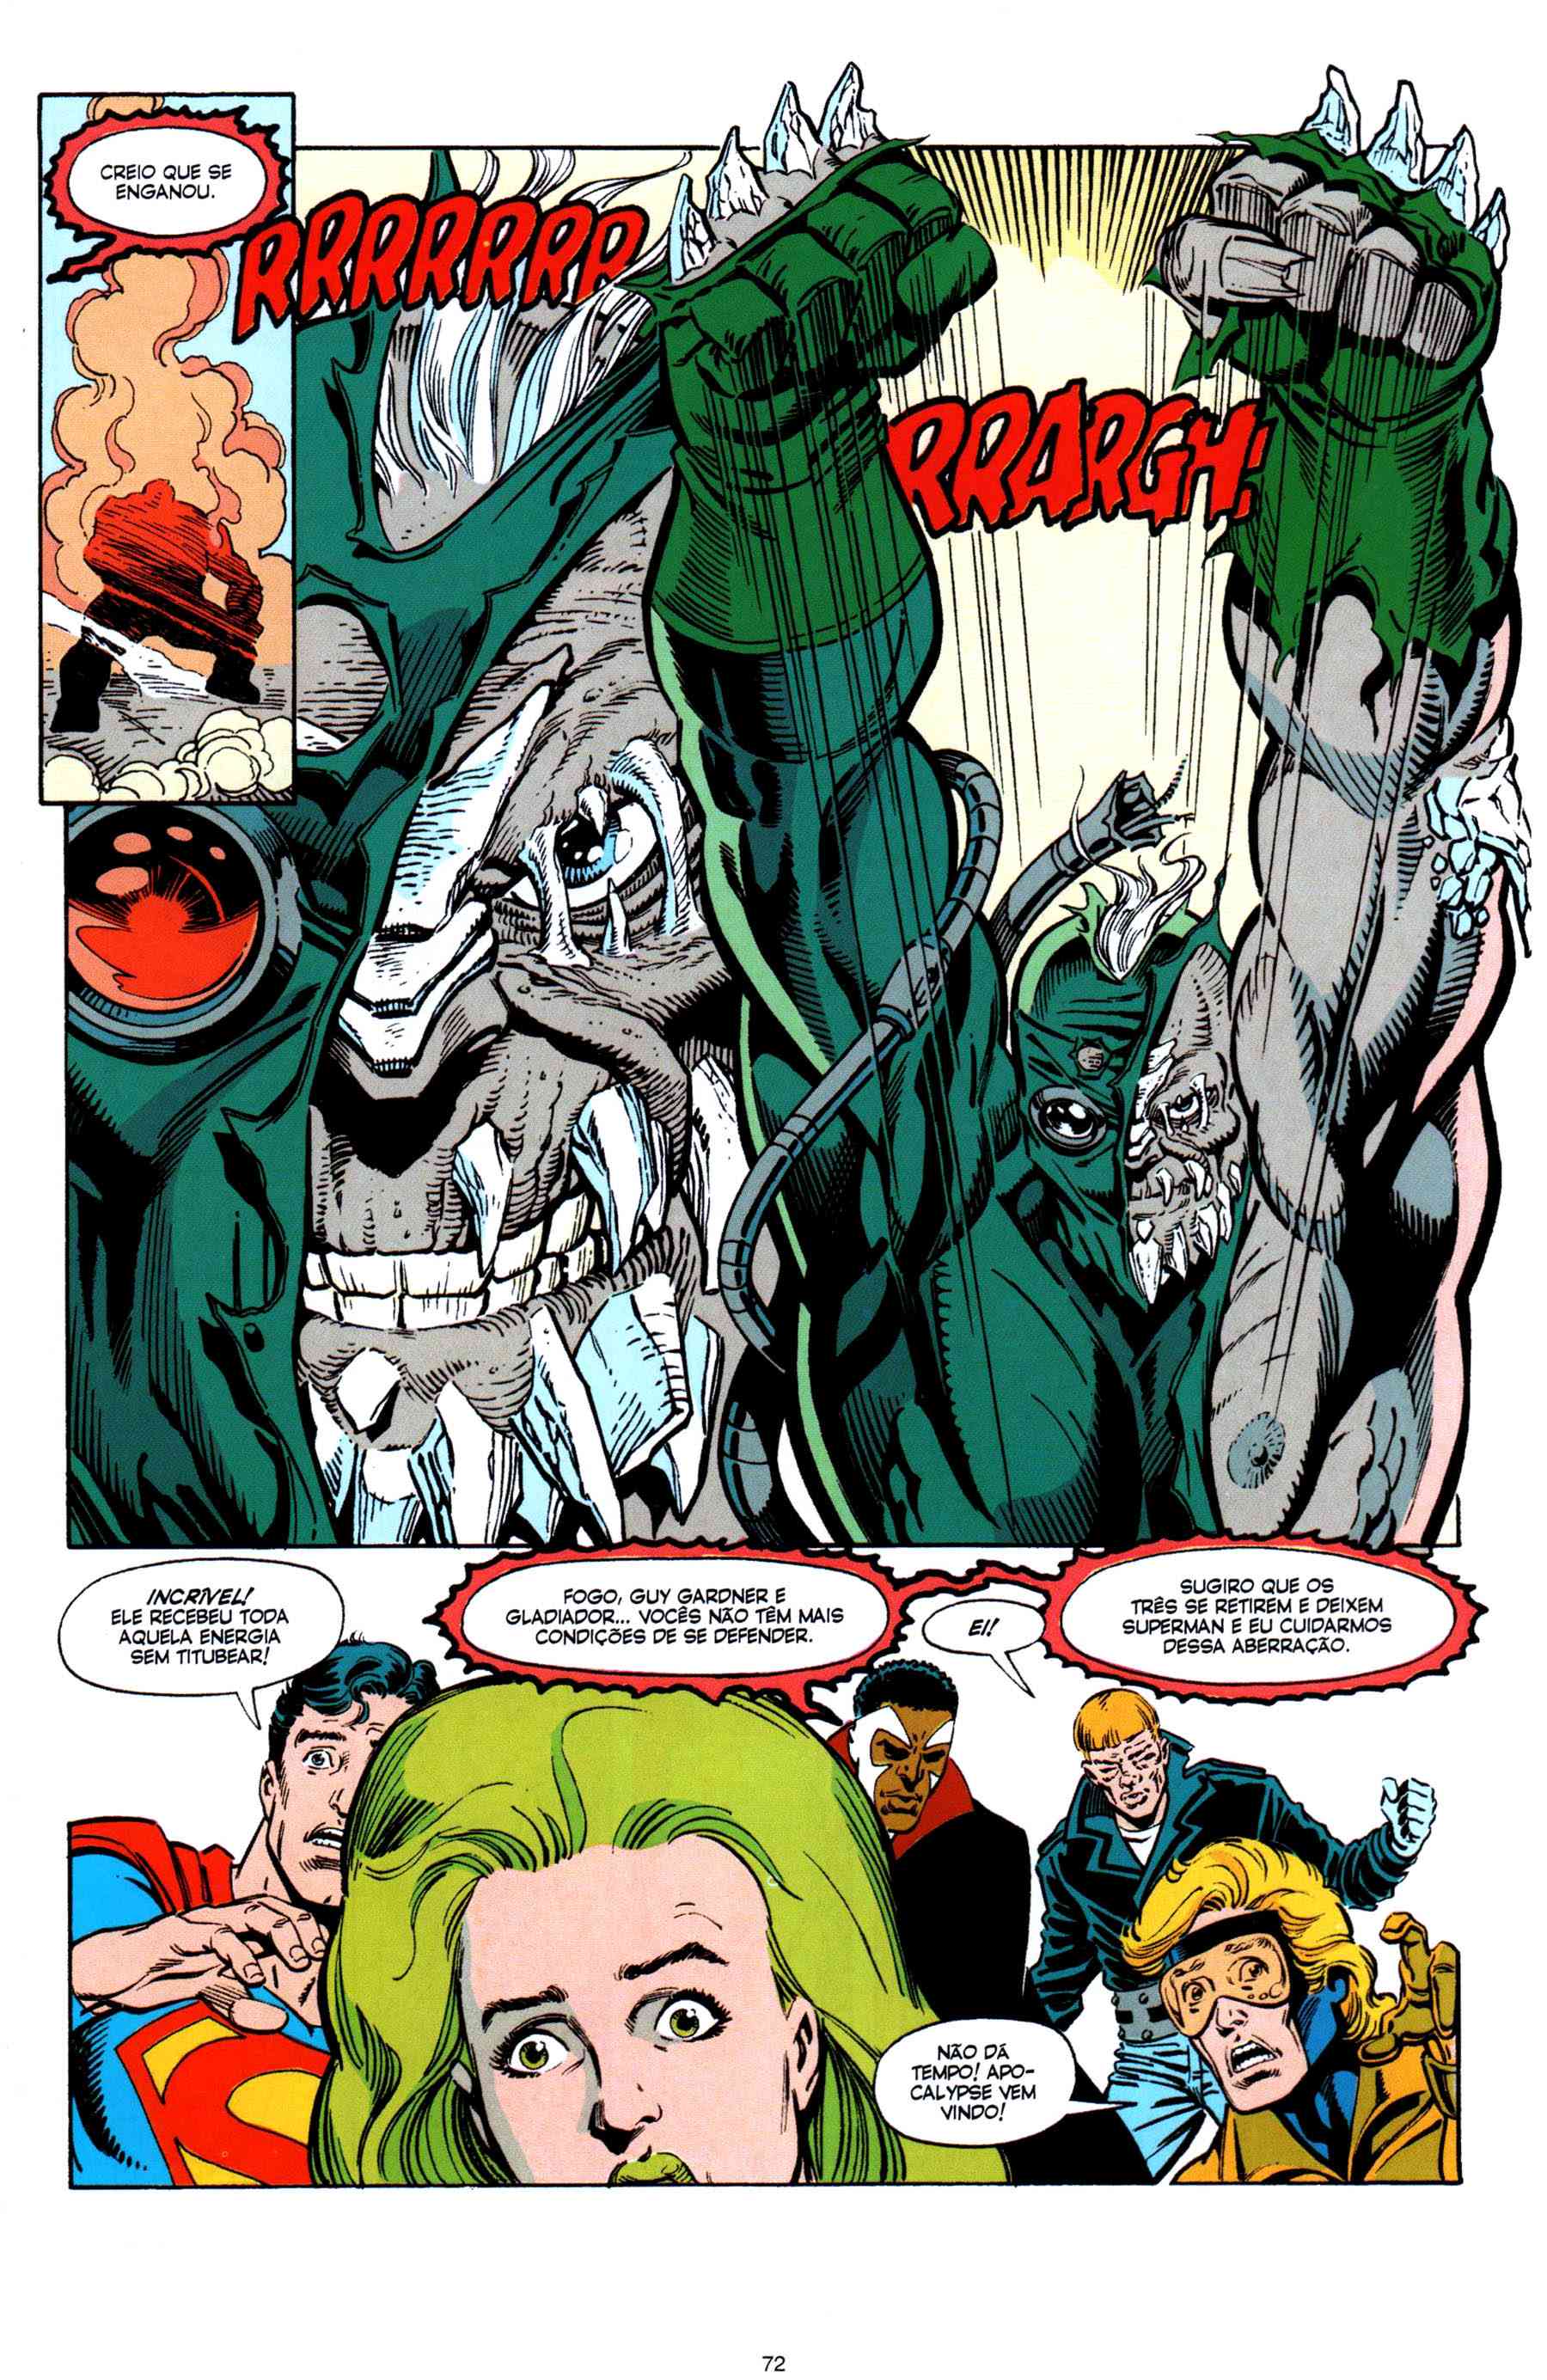 CREIO QUE SE
ENGANOU.
RRRRRRR
RRARGH!
INCRÍVEL!
ELE RECEBEU TODA
AQUELA ENERGIA
SEM TITUBEAR!
FOGO, GUY GARDNER E
GLADIADOR... VOCÊS NÃO TÊM MAIS
CONDIÇÕES DE SE DEFENDER.
EI!
SUGIRO QUE OS
TRÊS SE RETIREM E DEIXEM
SUPERMAN E EU CUIDARMOS
DESSA ABERRAÇÃO.
NÃO DÁ
TEMPO! APO-
CALYPSE VEM
VINDO!
72